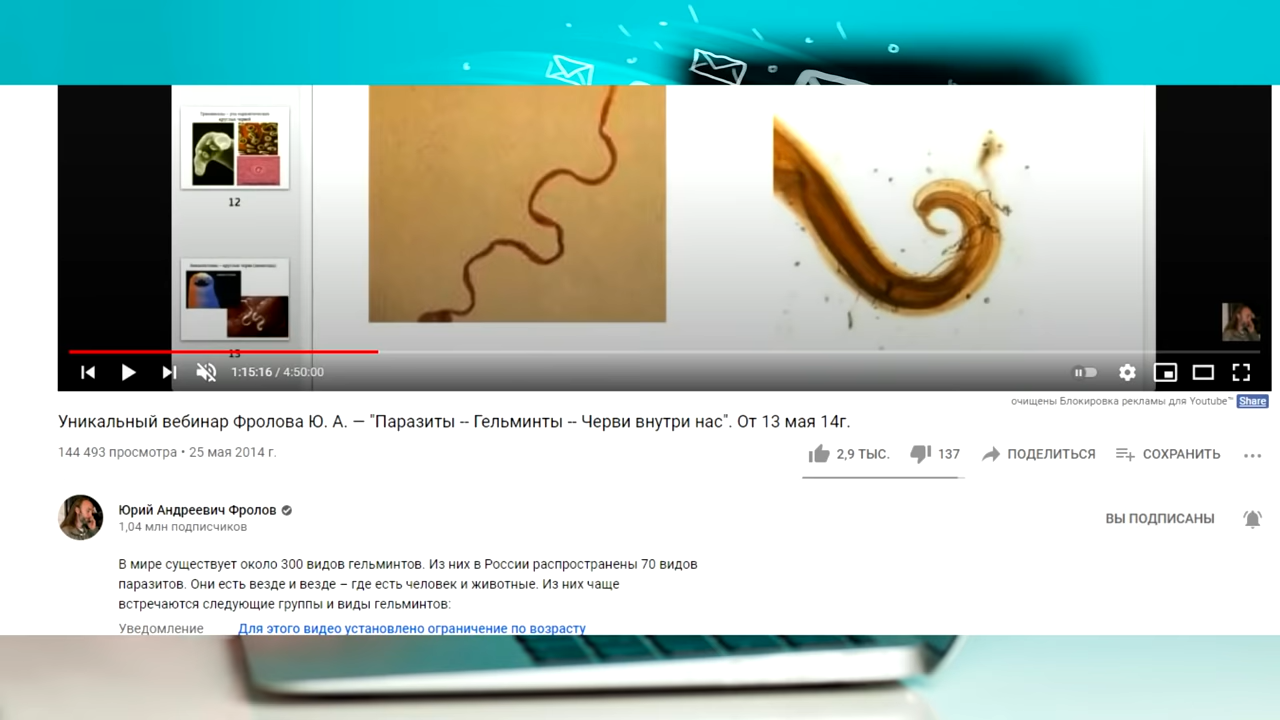 12
13
1:15:16 / 4:50:00
очищены Блокировка рекламы для Youtube™ Share
Уникальный вебинар Фролова Ю. А. — "Паразиты -- Гельминты -- Черви внутри нас". От 13 мая 14г.
144 493 просмотра • 25 мая 2014 г.
2,9 ТЫС. 137 ПОДЕЛИТЬСЯ СОХРАНИТЬ
Юрий Андреевич Фролов
1,04 млн подписчиков
ВЫ ПОДПИСАНЫ
В мире существует около 300 видов гельминтов. Из них в России распространены 70 видов
паразитов. Они есть везде и везде – где есть человек и животные. Из них чаще
встречаются следующие группы и виды гельминтов:
Уведомление Для этого видео установлено ограничение по возрасту